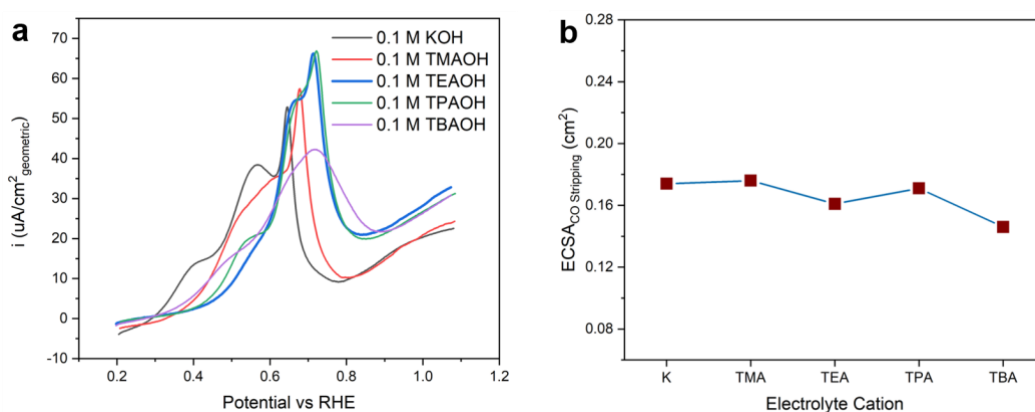 a
70
60
50
40
30
20
10
0
-10
i (uA/cm²geometric)
0.1 M KOH
0.1 M TMAOH
0.1 M TEAOH
0.1 M TPAOH
0.1 M TBAOH
0.2 0.4 0.6 0.8 1.0 1.2
Potential vs RHE
b
0.28
0.24
0.20
0.16
0.12
0.08
ECSACO Stripping (cm²)
K TMA TEA TPA TBA
Electrolyte Cation